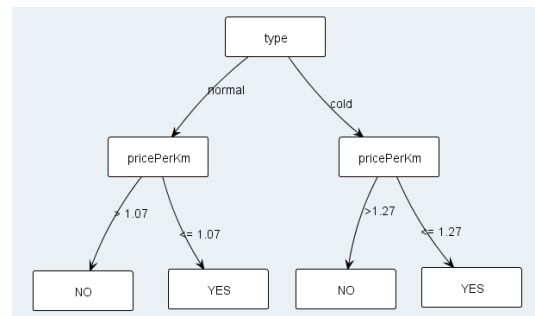 type
normal
cold
pricePerKm
pricePerKm
> 1.07
<= 1.07
>1.27
<= 1.27
NO
YES
NO
YES